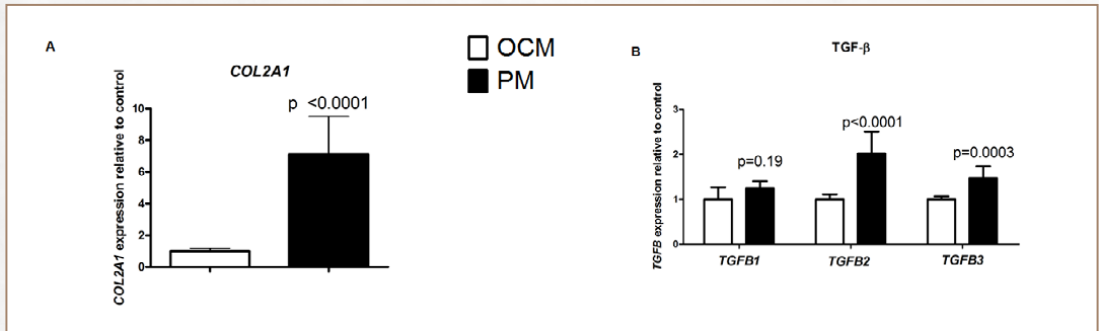 A
COL2A1
p <0.0001
COL2A1 expression relative to control
10
8
6
4
2
0
OCM
PM
B
TGF-β
TGFB expression relative to control
3
2
1
0
p=0.19
p<0.0001
p=0.0003
TGFB1 TGFB2 TGFB3